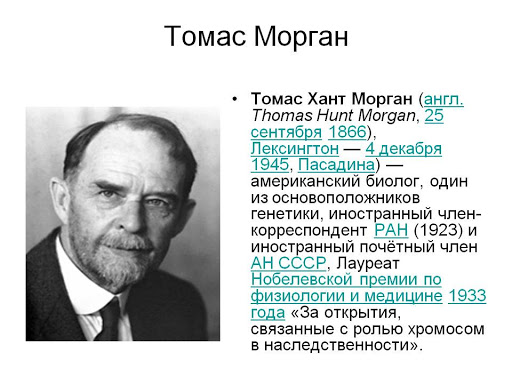 Томас Морган
• Томас Хант Морган (англ.
Thomas Hunt Morgan, 25
сентября 1866),
Лексингтон — 4 декабря
1945, Пасадина) —
американский биолог, один
из основоположников
генетики, иностранный член-
корреспондент РАН (1923) и
иностранный почётный член
АН СССР, Лауреат
Нобелевской премии по
физиологии и медицине 1933
года «За открытия,
связанные с ролью хромосом
в наследственности».